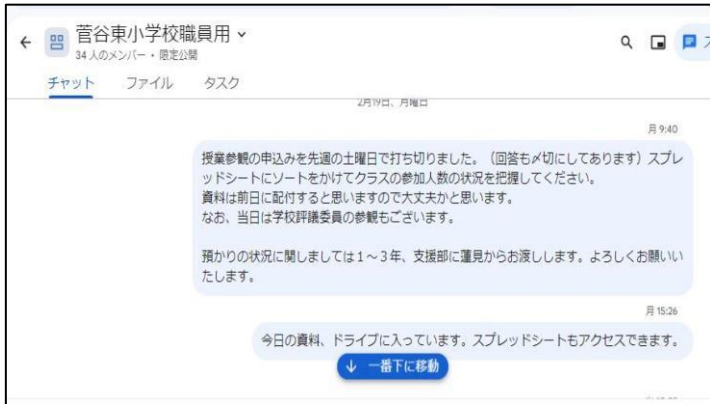 菅谷東小学校職員用
34 人のメンバー・限定公開
チャット ファイル タスク
2月19日、月曜日
月 9:40
授業参観の申込みを先週の土曜日で打ち切りました。（回答も〆切にしてあります）スプレ
ッドシートにソートをかけてクラスの参加人数の状況を把握してください。
資料は前日に配付すると思いますので大丈夫かと思います。
なお、当日は学校評議委員の参観もございます。
預かりの状況に関しましては１～３年、支援部に蓮見からお渡しします。よろしくお願いい
たします。
月 15:26
今日の資料、ドライブに入っています。スプレッドシートもアクセスできます。
↓ 一番下に移動